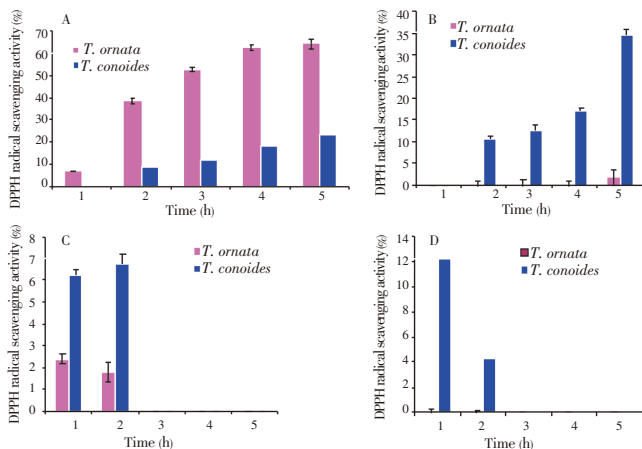 A
DPPH radical scavenging activity (%)
70
60
50
40
30
20
10
0
T. ornata
T. conoides
1 2 3 4 5
Time (h)
B
DPPH radical scavenging activity (%)
40
35
30
25
20
15
10
5
0
T. ornata
T. conoides
1 2 3 4 5
Time (h)
C
DPPH radical scavenging activity (%)
8
7
6
5
4
3
2
1
0
T. ornata
T. conoides
1 2 3 4 5
Time (h)
D
DPPH radical scavenging activity (%)
14
12
10
8
6
4
2
0
T. ornata
T. conoides
1 2 3 4 5
Time (h)